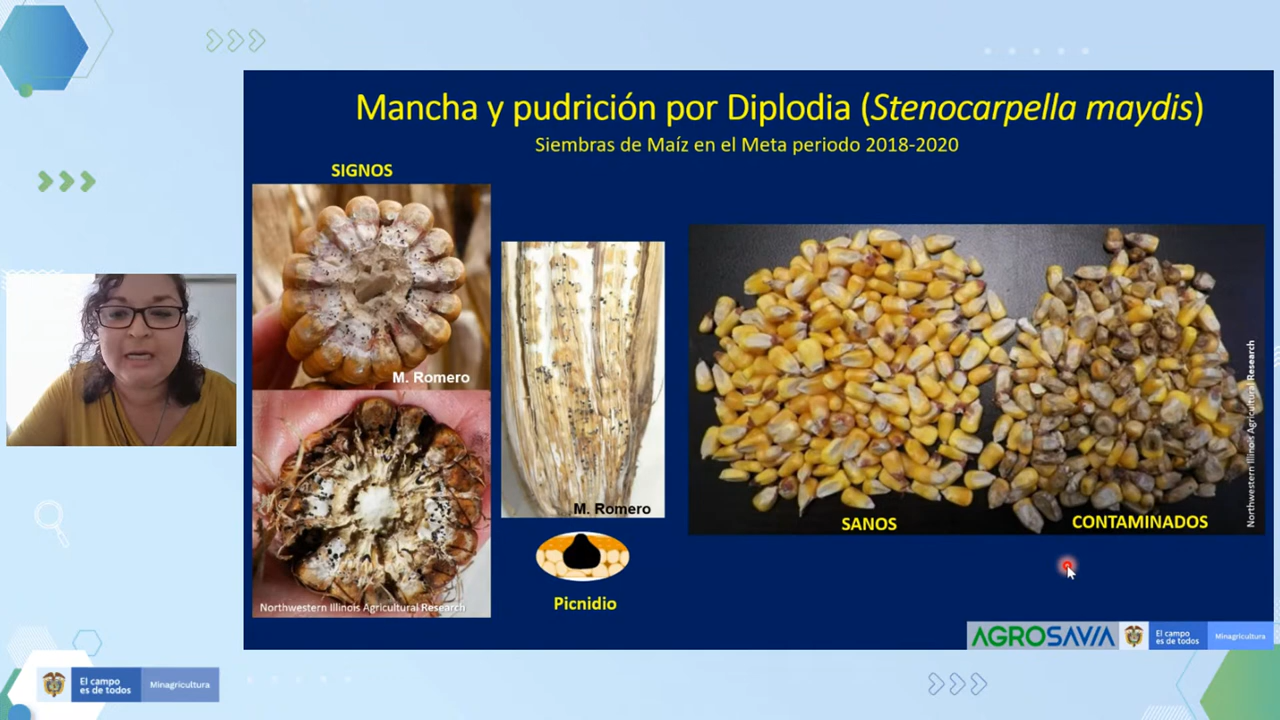 Mancha y pudrición por Diplodia (Stenocarpella maydis)
Siembras de Maíz en el Meta periodo 2018-2020
SIGNOS
M. Romero
Northwestern Illinois Agricultural Research
M. Romero
Picnidio
SANOS
CONTAMINADOS
Northwestern Illinois Agricultural Research
AGROSAVIA
El campo
es de todos
Minagricultura
El campo
es de todos
Minagricultura